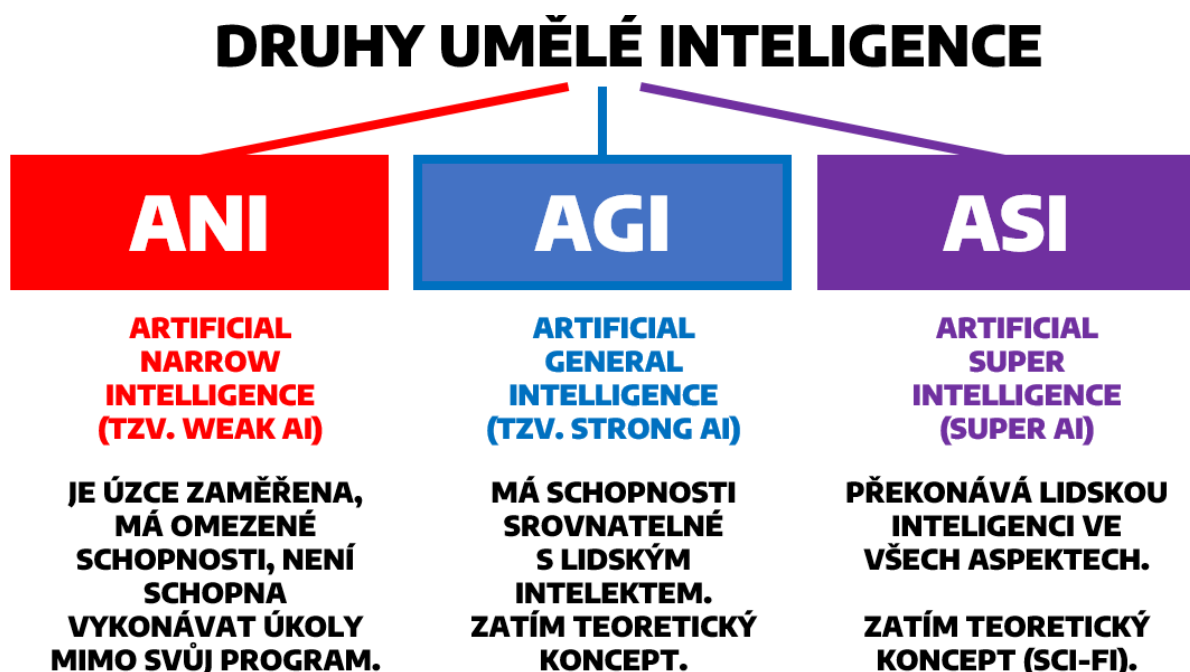 DRUHY UMĚLÉ INTELIGENCE
ANI
ARTIFICIAL
NARROW
INTELLIGENCE
(TZV. WEAK AI)
JE ÚZCE ZAMĚŘENA,
MÁ OMEZENÉ
SCHOPNOSTI, NENÍ
SCHOPNA
VYKONÁVAT ÚKOLY
MIMO SVŮJ PROGRAM.
AGI
ARTIFICIAL
GENERAL
INTELLIGENCE
(TZV. STRONG AI)
MÁ SCHOPNOSTI
SROVNATELNÉ
S LIDSKÝM
INTELEKTEM.
ZATÍM TEORETICKÝ
KONCEPT.
ASI
ARTIFICIAL
SUPER
INTELLIGENCE
(SUPER AI)
PŘEKONÁVÁ LIDSKOU
INTELIGENCI VE
VŠECH ASPEKTECH.
ZATÍM TEORETICKÝ
KONCEPT (SCI-FI).